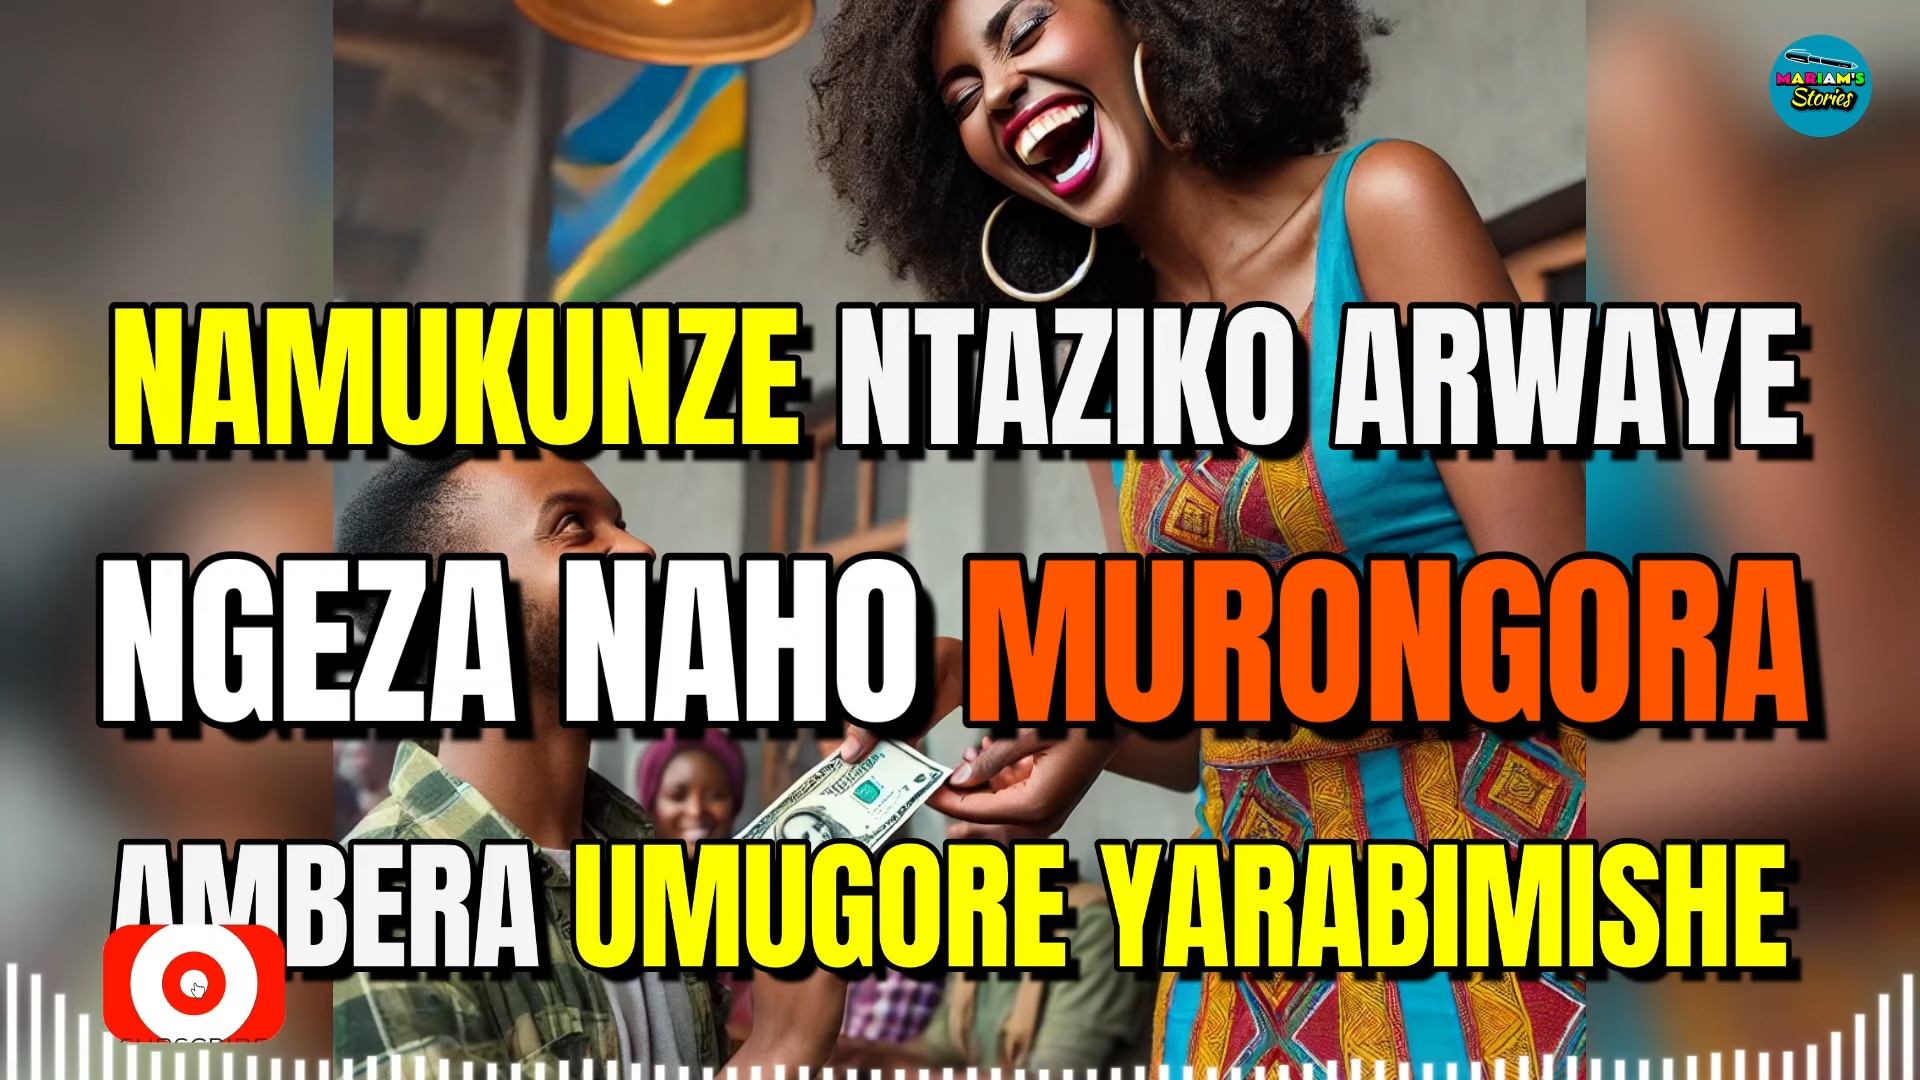 MARIAM'S
Stories
NAMUKUNZE NTAZIKO ARWAYE
NGEZA NAHO MURONGORA
AMBERA UMUGORE YARABIMISHE